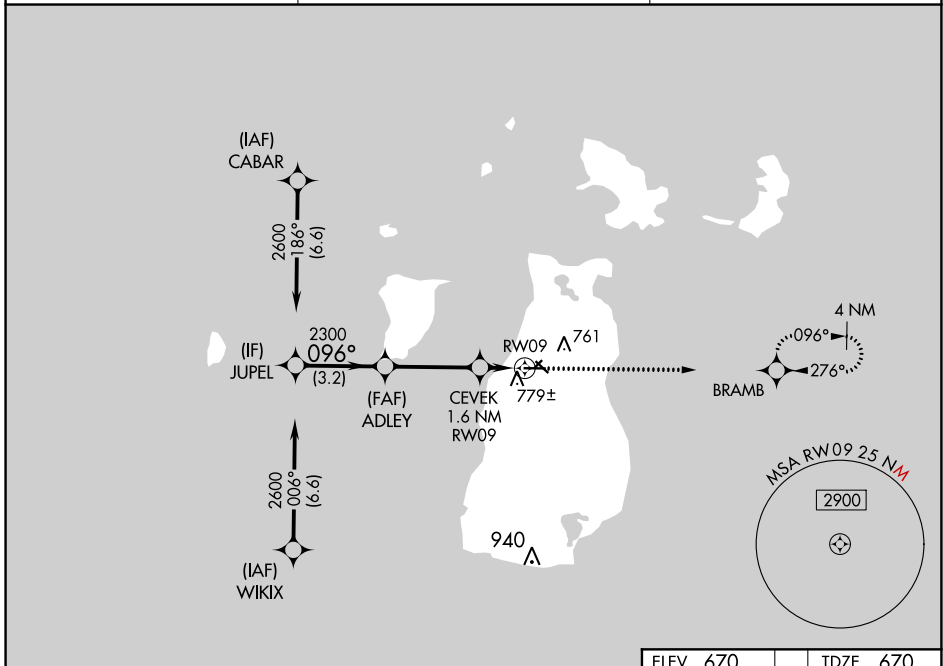 (IAF)
CABAR
2600
186°
(6.6)
4 NM
096°
276°
BRAMB
2300
096°
(3.2)
(IF)
JUPEL
(FAF)
ADLEY
CEVEK
1.6 NM
RW09
RW09
761
779±
2600
006°
(6.6)
(IAF)
WIKIX
940
MSA RW09 25 NM
2900
ELEV 670
TDZE 670